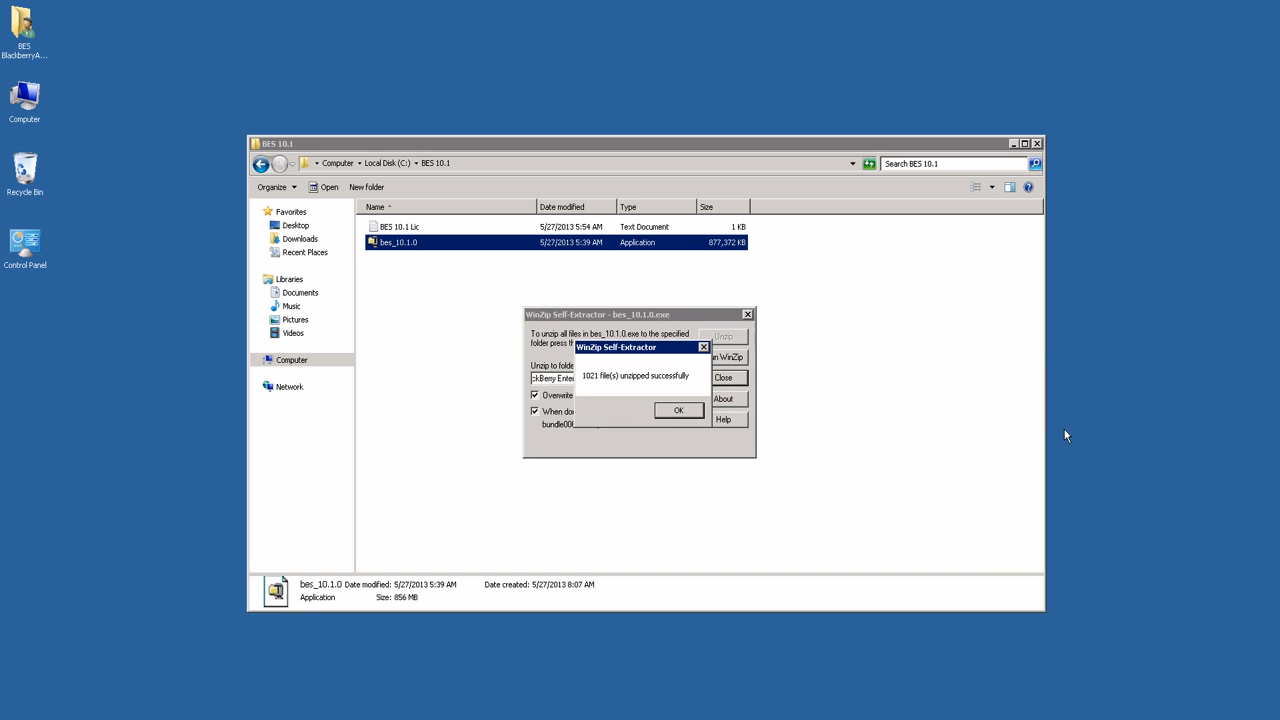 BES
BlackberryA...
Computer
Recycle Bin
Control Panel
BES 10.1
Computer
Local Disk (C:)
BES 10.1
Search BES 10.1
Organize
Open
New folder
Favorites
Desktop
Downloads
Recent Places
Libraries
Documents
Music
Pictures
Videos
Computer
Network
Name
Date modified
Type
Size
BES 10.1 Lic
5/27/2013 5:54 AM
Text Document
1 KB
bes_10.1.0
5/27/2013 5:39 AM
Application
877,372 KB
WinZip Self-Extractor - bes_10.1.0.exe
To unzip all files in bes_10.1.0.exe to the specified
folder press th
Unzip
WinZip
Unzip to folde
Berry Enter
Close
Overwrite
About
When do
Help
WinZip Self-Extractor
1021 file(s) unzipped successfully
OK
bes_10.1.0 Date modified: 5/27/2013 5:39 AM
Date created: 5/27/2013 8:07 AM
Application
Size: 856 MB